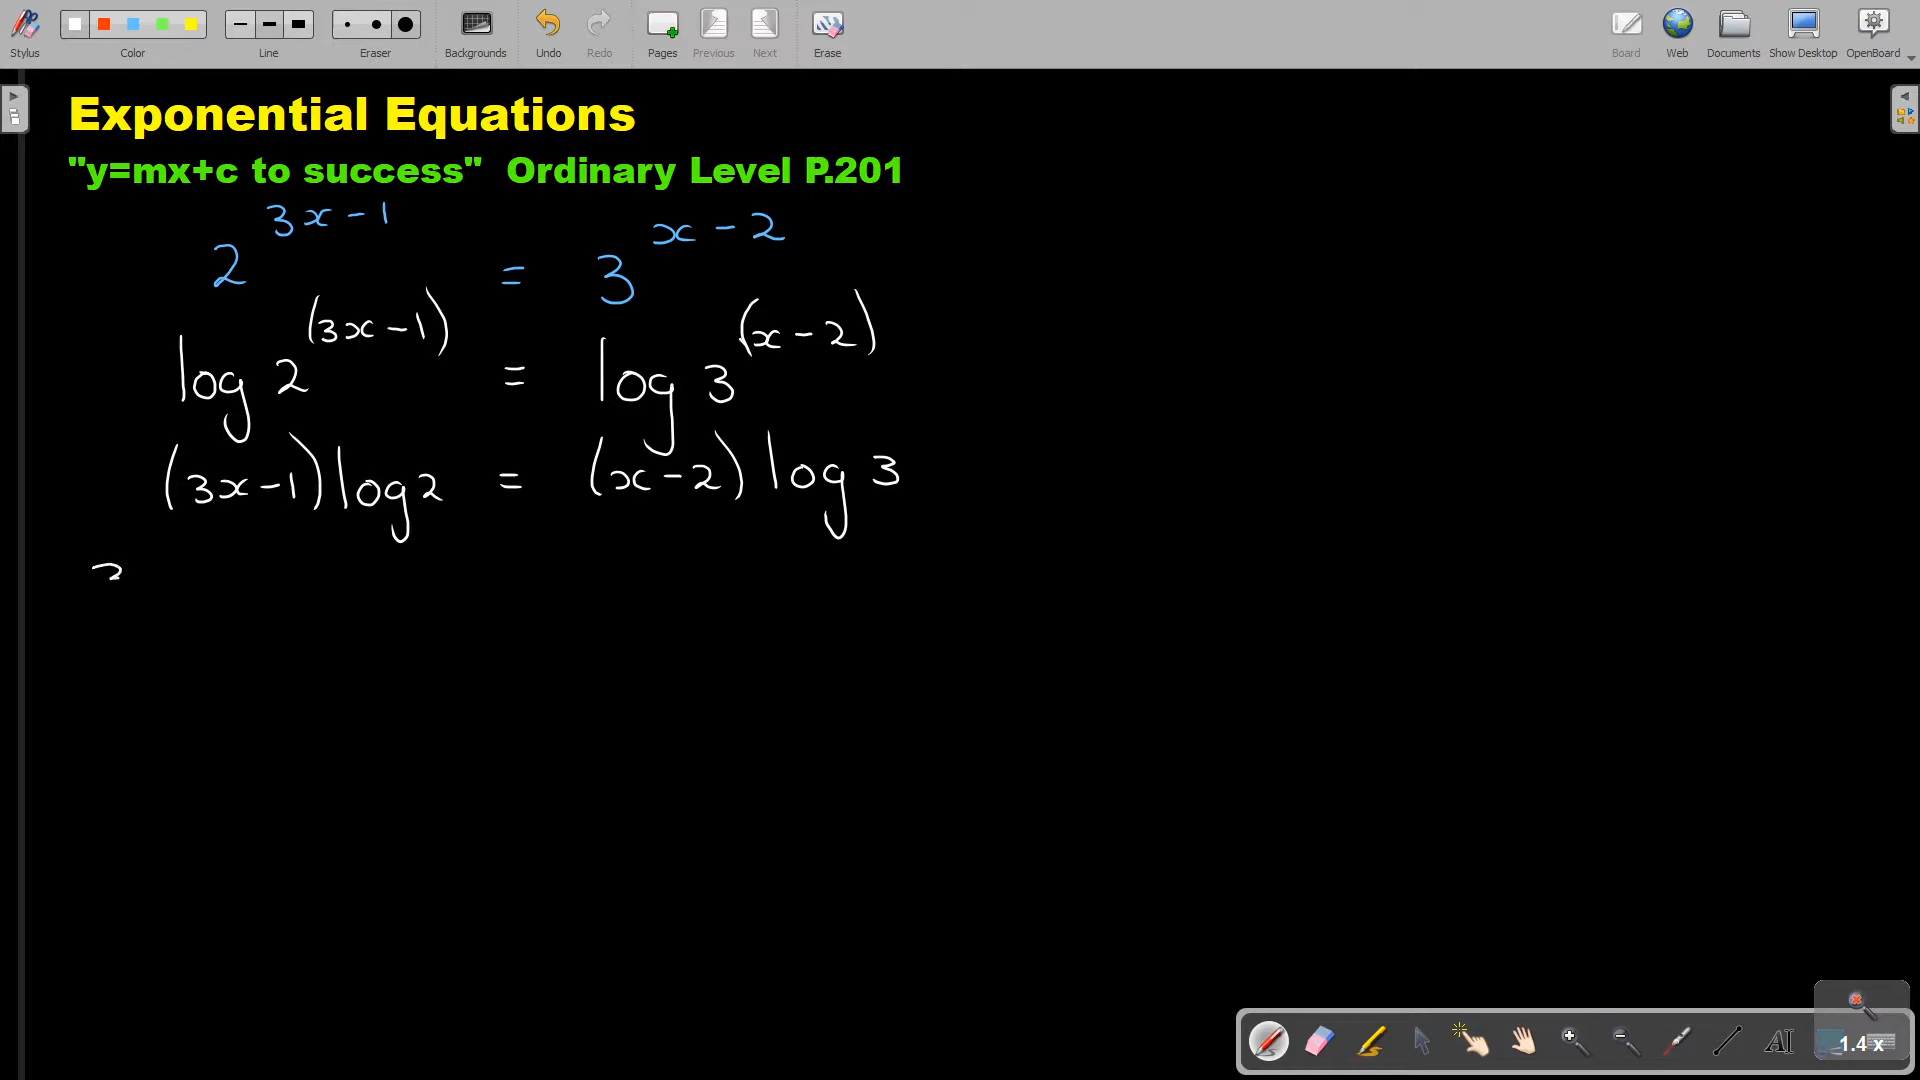 Stylus Color Line Eraser Backgrounds Undo Redo Pages Previous Next Erase Board Web Documents Show Desktop OpenBoard
Exponential Equations
"y=mx+c to success" Ordinary Level P.201
2^(3x-1) = 3^(x-2)
log 2^(3x-1) = log 3^(x-2)
(3x-1) log 2 = (x-2) log 3
AI 1.4 x